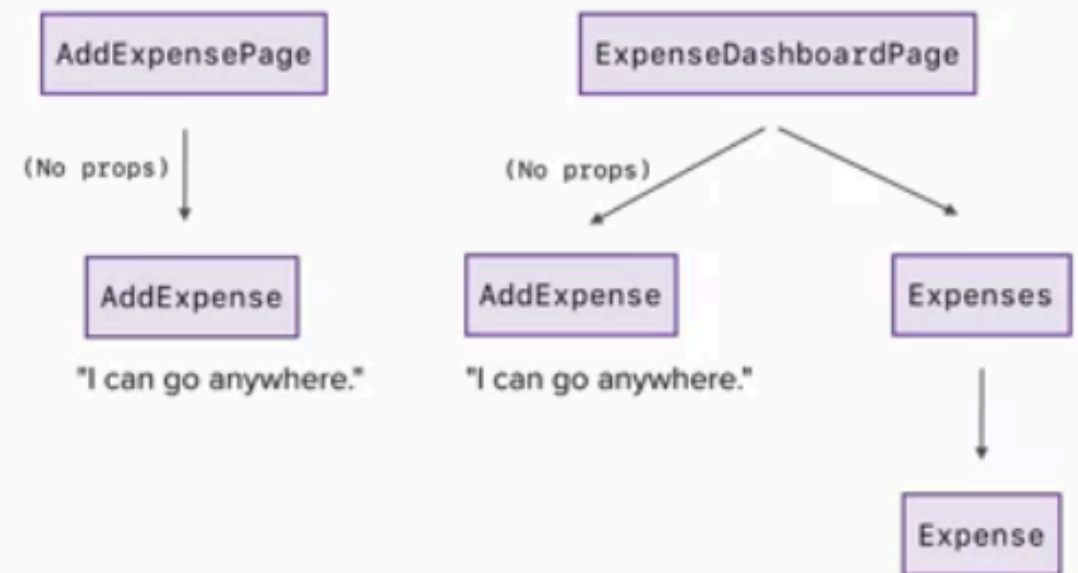 AddExpensePage
ExpenseDashboardPage
(No props)
(No props)
AddExpense
AddExpense
Expenses
"I can go anywhere."
"I can go anywhere."
Expense